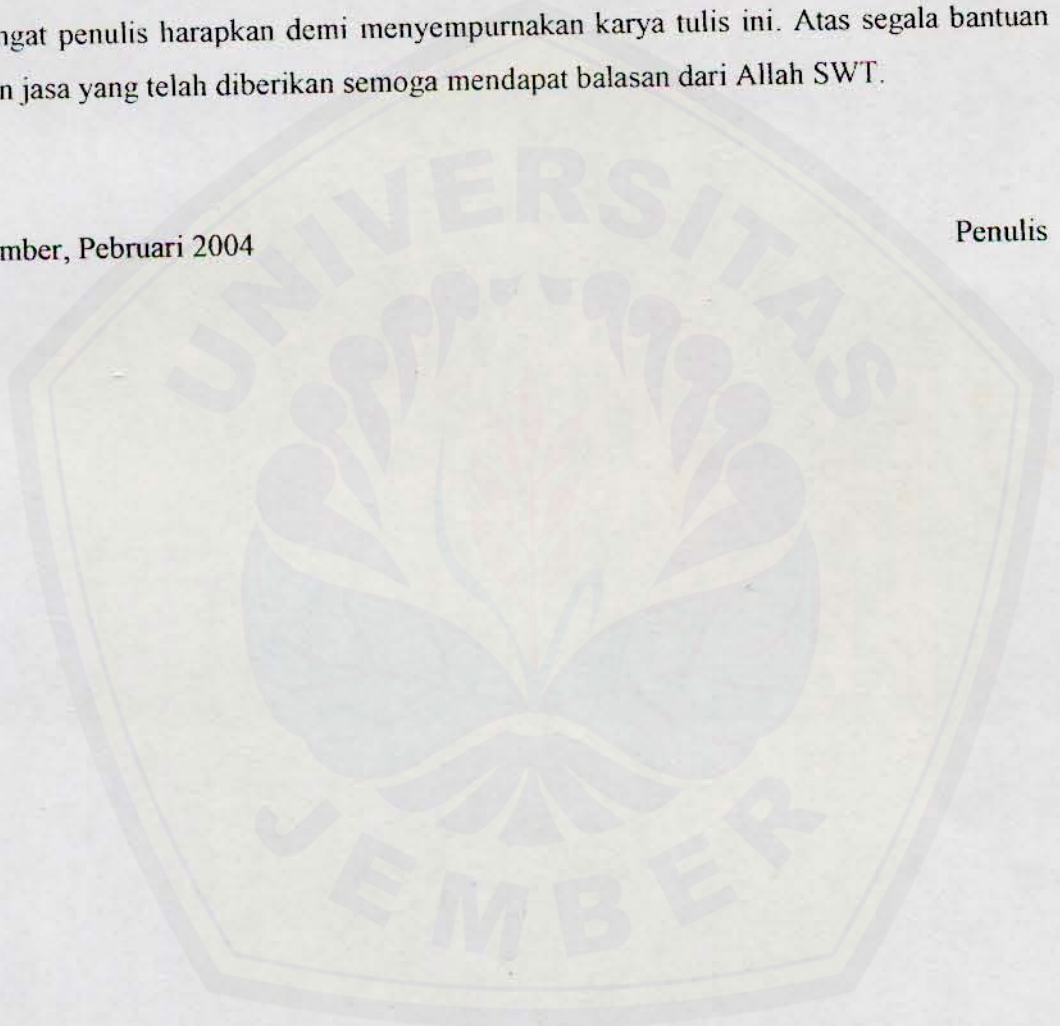 ngat penulis harapkan demi menyempurnakan karya tulis ini. Atas segala bantuan
n jasa yang telah diberikan semoga mendapat balasan dari Allah SWT.
mber, Pebruari 2004
Penulis
UNIVERSITAS
JEMBER